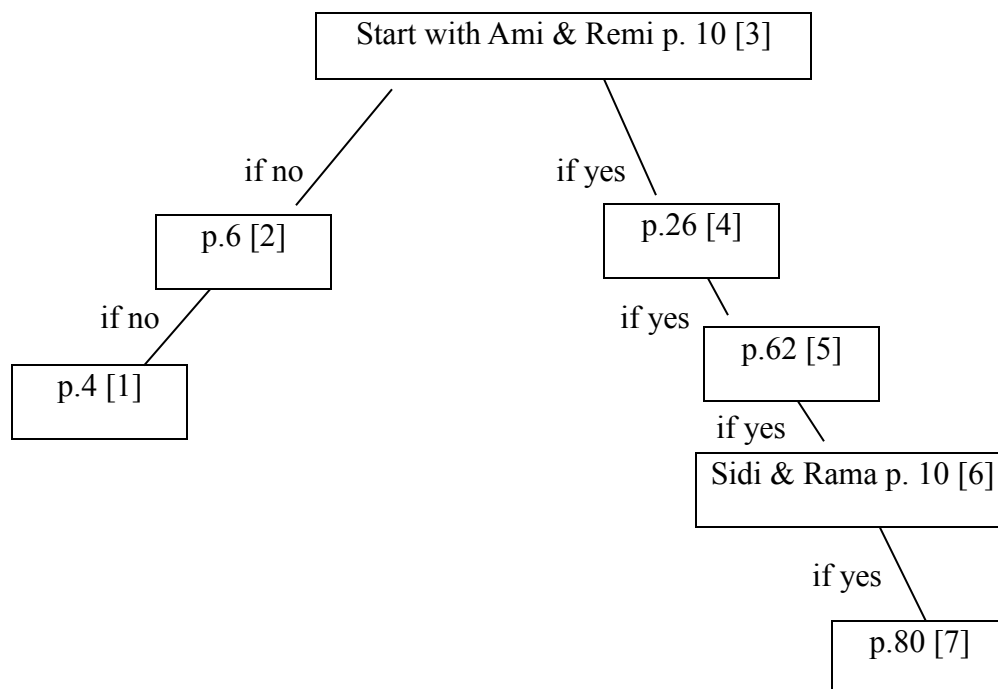 Start with Ami & Remi p. 10 [3]
if no
if yes
p.6 [2]
p.26 [4]
if no
if yes
p.4 [1]
p.62 [5]
if yes
Sidi & Rama p. 10 [6]
if yes
p.80 [7]